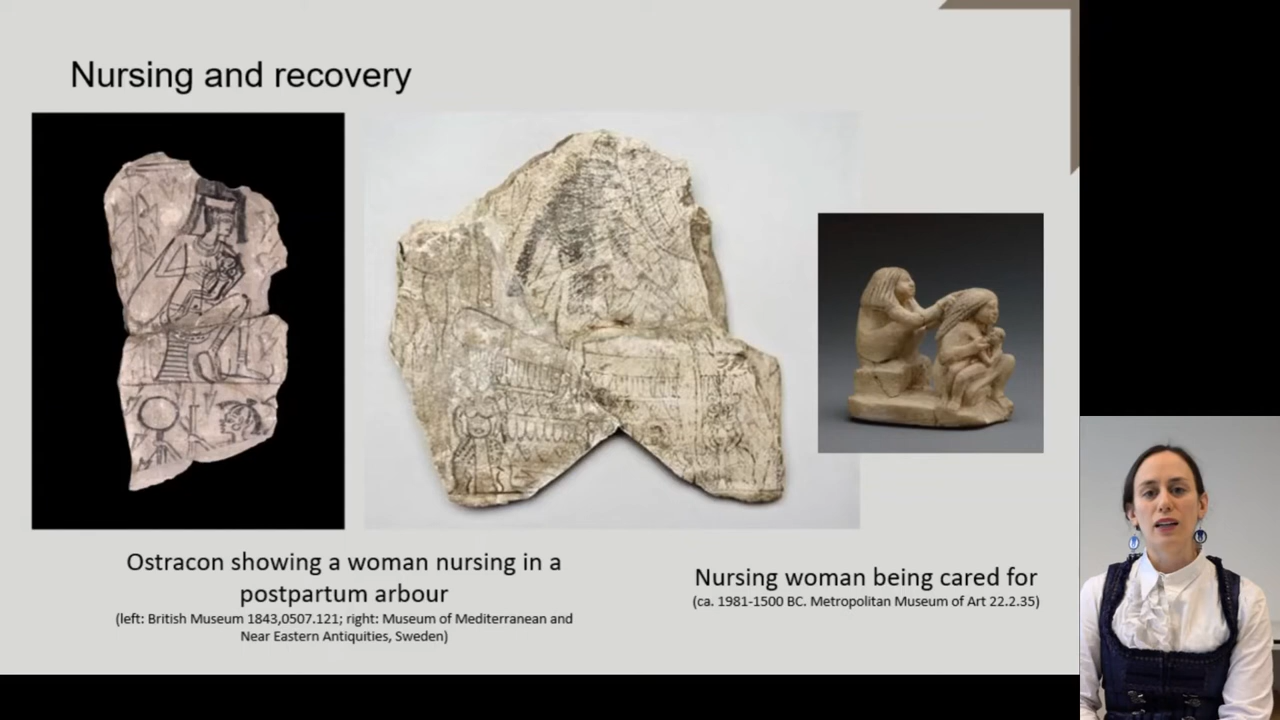 Nursing and recovery
Ostracon showing a woman nursing in a
postpartum arbour
(left: British Museum 1843,0507.121; right: Museum of Mediterranean and
Near Eastern Antiquities, Sweden)
Nursing woman being cared for
(ca. 1981-1500 BC. Metropolitan Museum of Art 22.2.35)